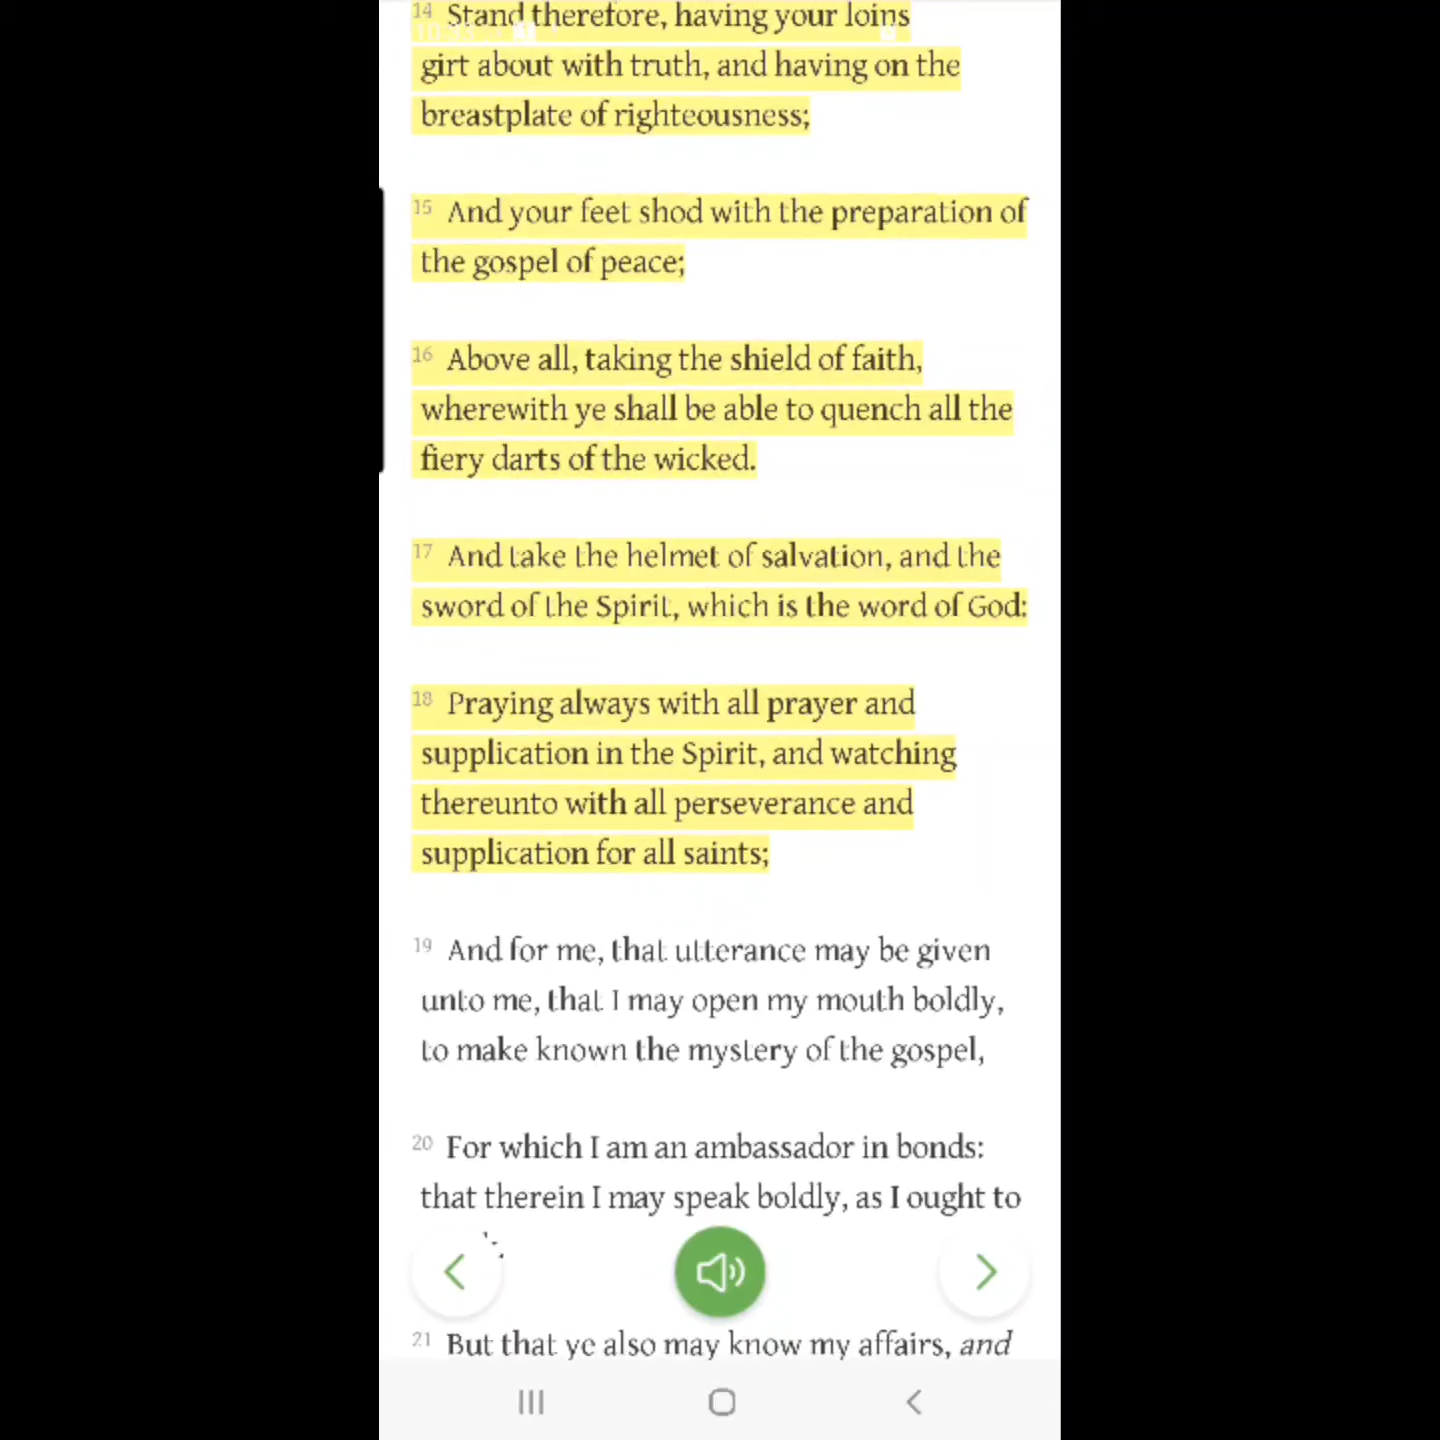 14 Stand therefore, having your loins
girt about with truth, and having on the
breastplate of righteousness;
15 And your feet shod with the preparation of
the gospel of peace;
16 Above all, taking the shield of faith,
wherewith ye shall be able to quench all the
fiery darts of the wicked.
17 And take the helmet of salvation, and the
sword of the Spirit, which is the word of God:
18 Praying always with all prayer and
supplication in the Spirit, and watching
thereunto with all perseverance and
supplication for all saints;
19 And for me, that utterance may be given
unto me, that I may open my mouth boldly,
to make known the mystery of the gospel,
20 For which I am an ambassador in bonds:
that therein I may speak boldly, as I ought to
21 But that ye also may know my affairs, and